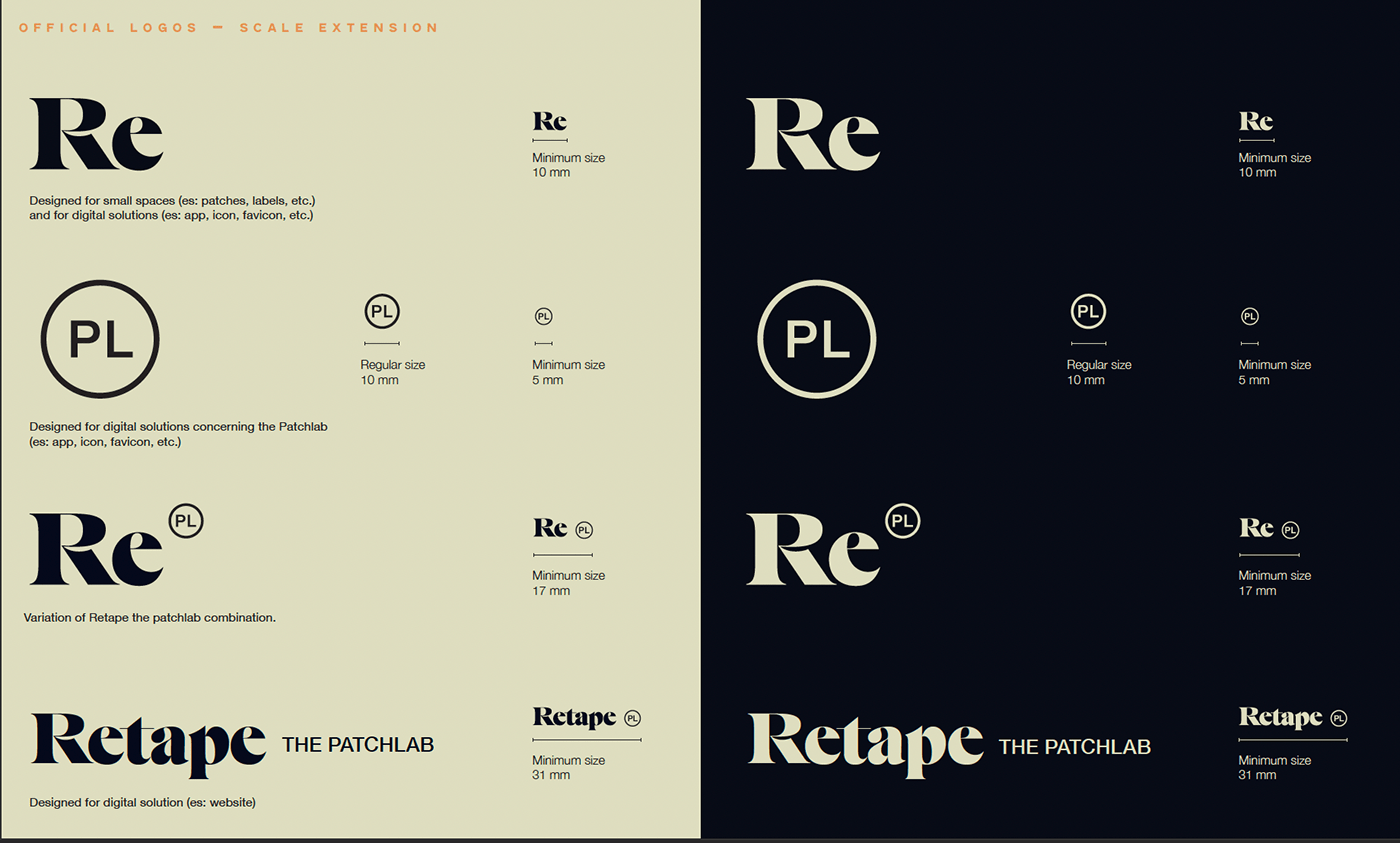 OFFICIAL LOGOS – SCALE EXTENSION
Re
Re
Minimum size
10 mm
Designed for small spaces (es: patches, labels, etc.)
and for digital solutions (es: app, icon, favicon, etc.)
PL
PL
Regular size
10 mm
PL
Minimum size
5 mm
Designed for digital solutions concerning the Patchlab
(es: app, icon, favicon, etc.)
Re PL
Re PL
Minimum size
17 mm
Variation of Retape the patchlab combination.
Retape THE PATCHLAB
Retape PL
Minimum size
31 mm
Designed for digital solution (es: website)
Re
Re
Minimum size
10 mm
PL
PL
Regular size
10 mm
PL
Minimum size
5 mm
Re PL
Re PL
Minimum size
17 mm
Retape THE PATCHLAB
Retape PL
Minimum size
31 mm